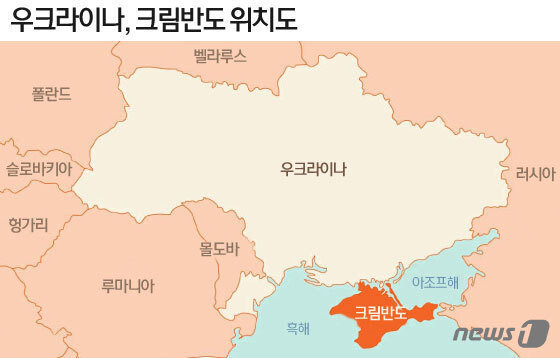 우크라이나, 크림반도 위치도
벨라루스
폴란드
우크라이나
슬로바키아
러시아
헝가리
몰도바
루마니아
아조프해
크림반도
흑해
news1